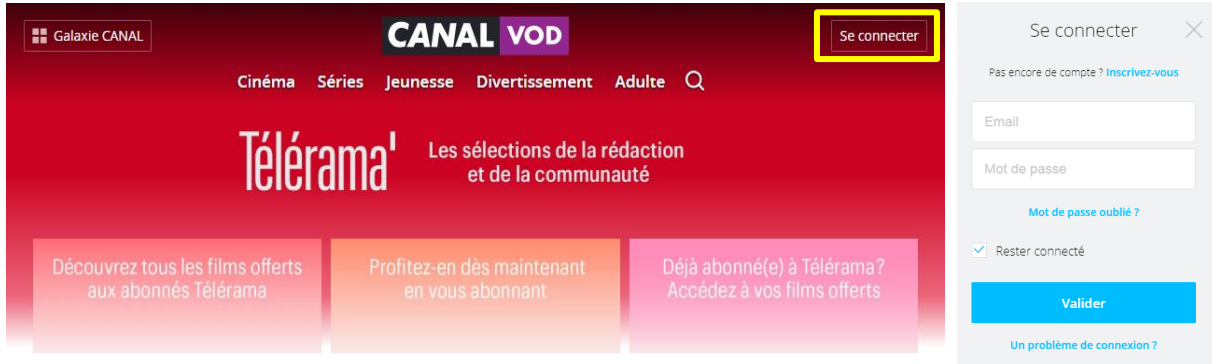 Galaxie CANAL
CANAL VOD
Se connecter
Cinéma Séries Jeunesse Divertissement Adulte
Télérama'
Les sélections de la rédaction
et de la communauté
Découvrez tous les films offerts
aux abonnés Télérama
Profitez-en dès maintenant
en vous abonnant
Déjà abonné(e) à Télérama?
Accédez à vos films offerts
Se connecter
Pas encore de compte ? Inscrivez-vous
Email
Mot de passe
Mot de passe oublié ?
Rester connecté
Valider
Un problème de connexion ?